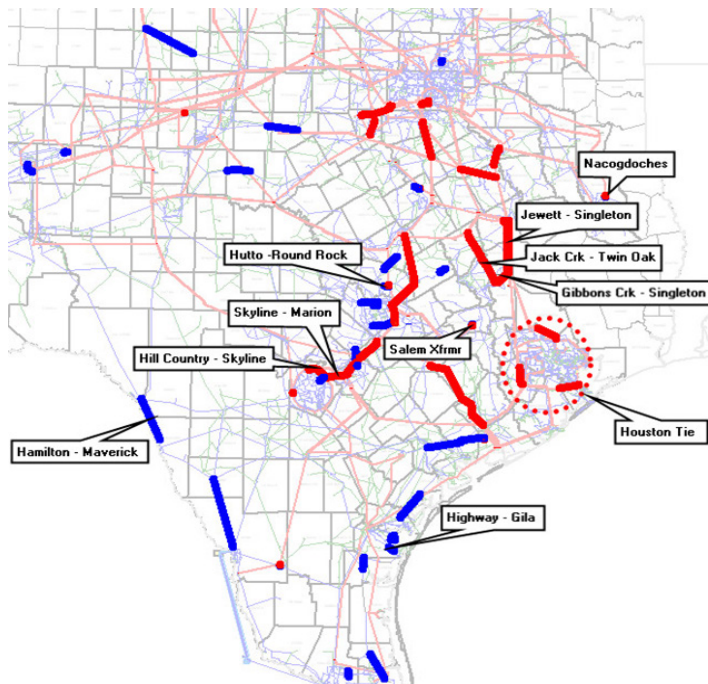 Nacogdoches
Jewett - Singleton
Hutto -Round Rock
Jack Crk - Twin Oak
Gibbons Crk - Singleton
Skyline - Marion
Salem Xfrmr
Hill Country - Skyline
Houston Tie
Hamilton - Maverick
Highway - Gila